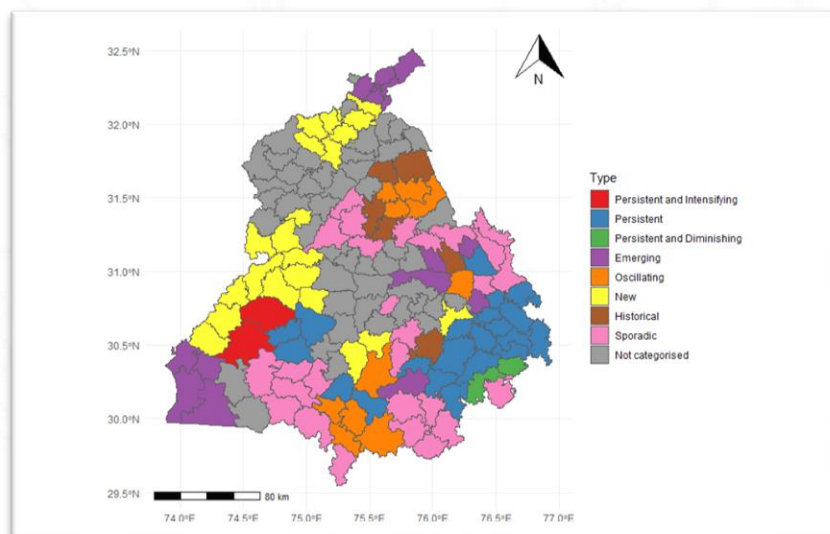 32.5°N
32.0°N
31.5°N
31.0°N
30.5°N
30.0°N
29.5°N
74.0°E 74.5°E 75.0°E 75.5°E 76.0°E 76.5°E 77.0°E
80 km
N
Type
Persistent and Intensifying
Persistent
Persistent and Diminishing
Emerging
Oscillating
New
Historical
Sporadic
Not categorised